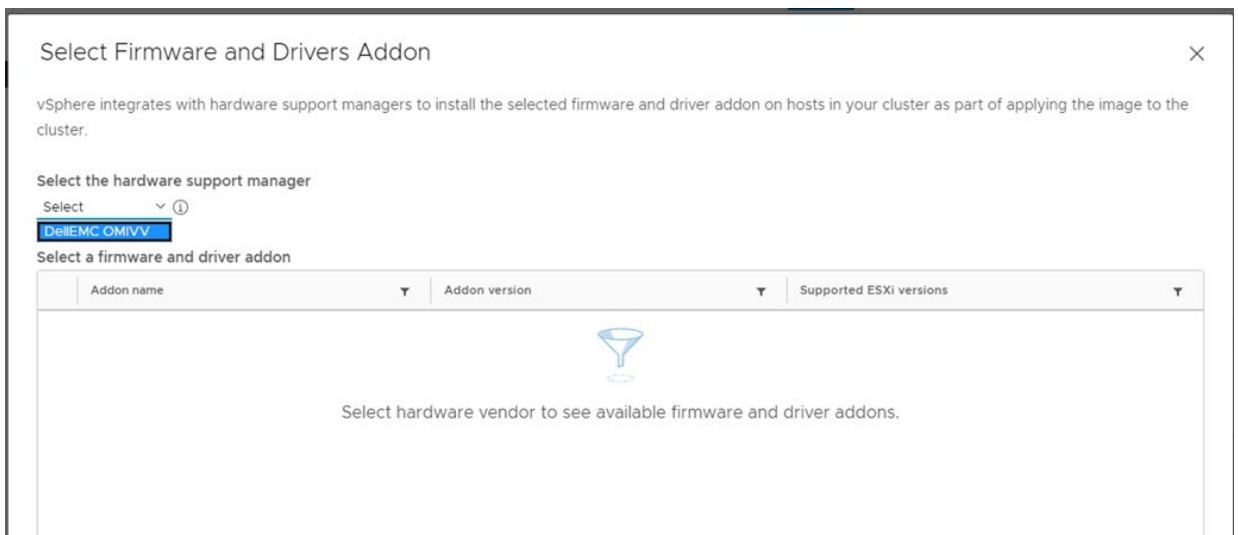 Select Firmware and Drivers Addon
vSphere integrates with hardware support managers to install the selected firmware and driver addon on hosts in your cluster as part of applying the image to the
cluster.
Select the hardware support manager
Select
DellEMC OMIVV
Select a firmware and driver addon
Addon name Addon version Supported ESXi versions
Select hardware vendor to see available firmware and driver addons.